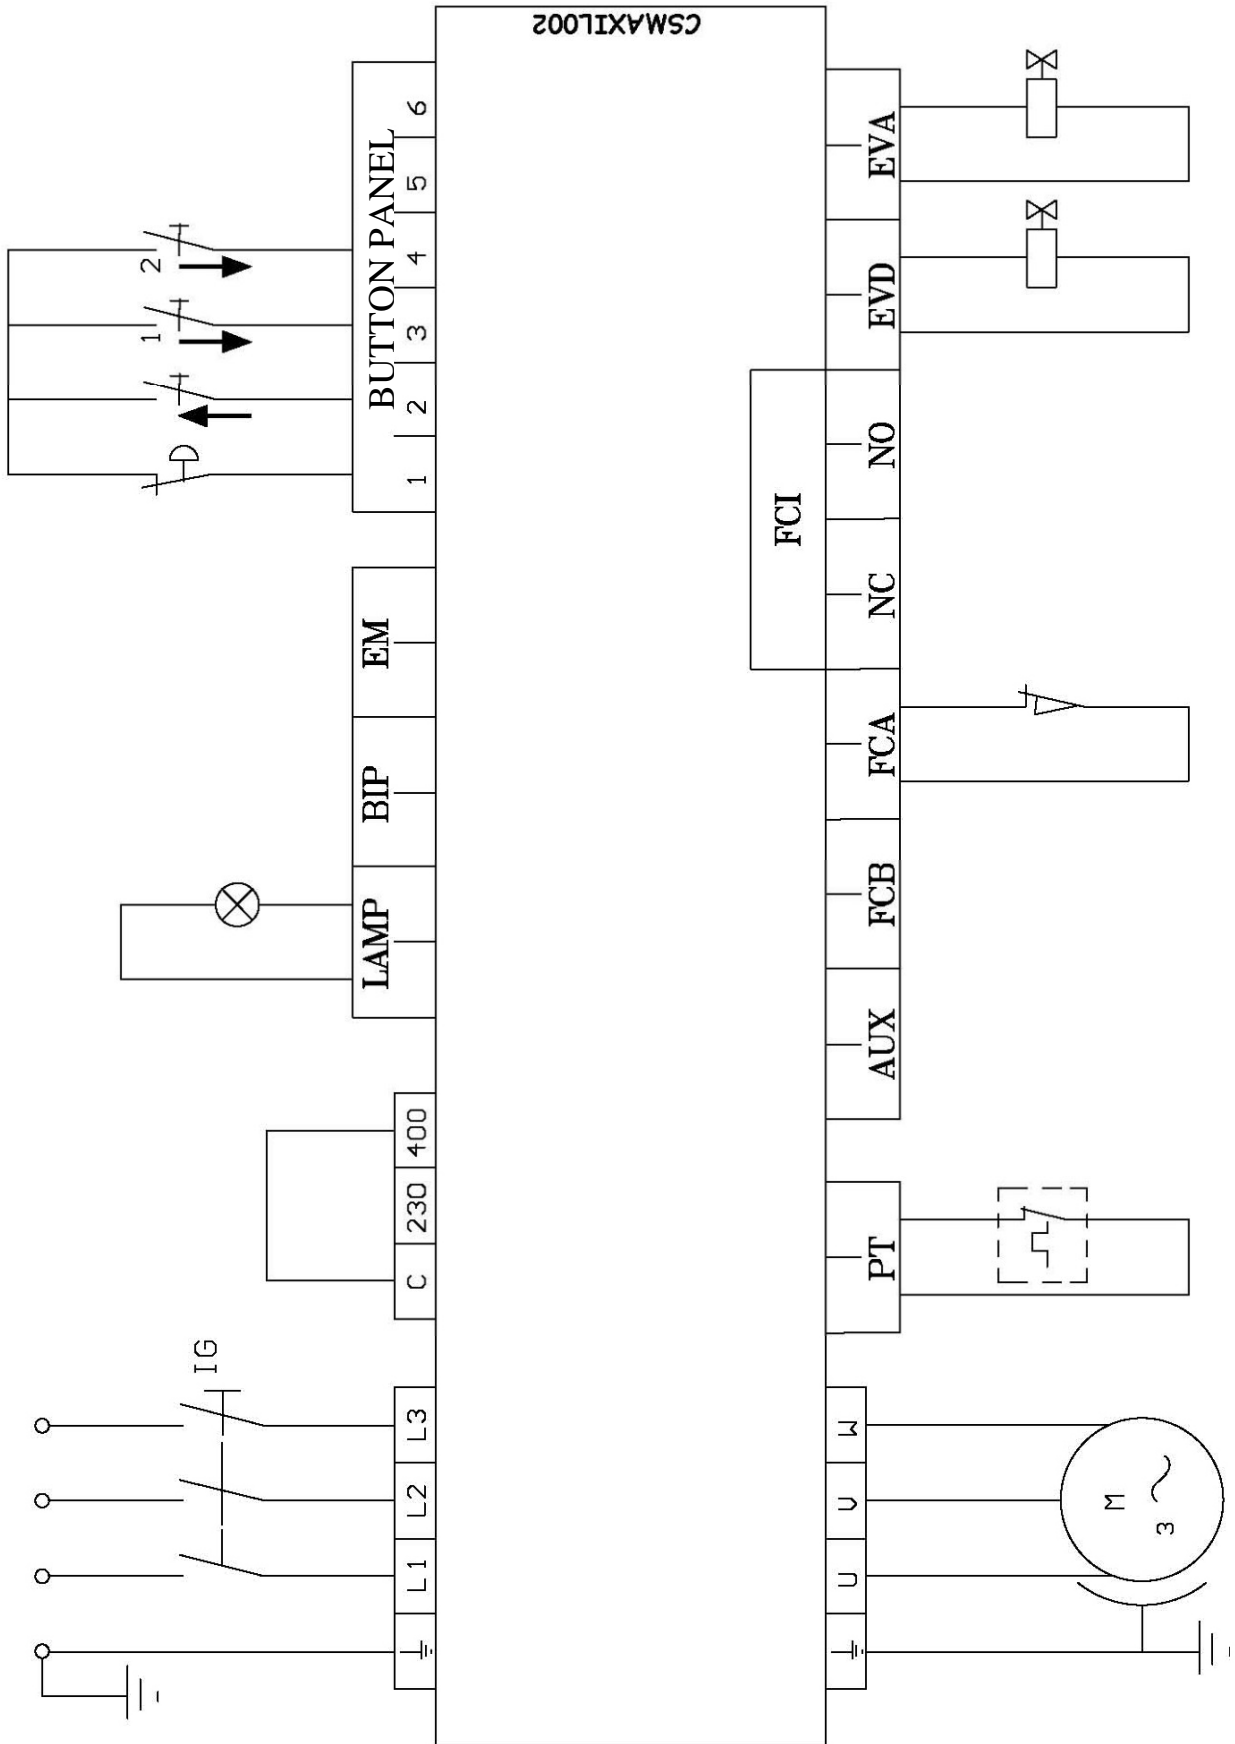 1
2
IG
LAMP
BIP
EM
BUTTON PANEL
L1
L2
L3
C
230
400
1
2
3
4
5
6
CSMAXIL002
FCI
U
V
W
PT
AUX
FCB
FCA
NC
NO
EVD
EVA
M
3 ~